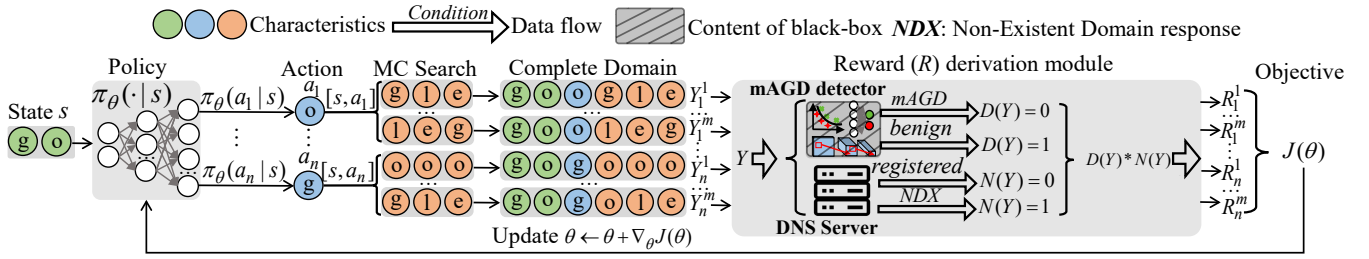 Characteristics Condition Data flow Content of black-box NDX: Non-Existent Domain response
Policy Action MC Search Complete Domain Reward (R) derivation module Objective
State s
g o
π_θ(·|s)
π_θ(a_1|s)
⋮
π_θ(a_n|s)
a_1
o
⋮
a_n
g
[s,a_1]
[s,a_n]
g l e
...
l e g
o o o
...
g l e
g o o g l e
...
g o o l e g
g o g o o o
...
g o g o l e
Y_1^1
...
Y_1^m
Y_n^1
...
Y_n^m
Y
mAGD detector
mAGD
D(Y)=0
benign
D(Y)=1
registered
N(Y)=0
NDX
N(Y)=1
DNS Server
D(Y)*N(Y)
R_1^1
...
R_1^m
⋮
R_n^1
...
R_n^m
J(θ)
Update θ ← θ+∇_θJ(θ)